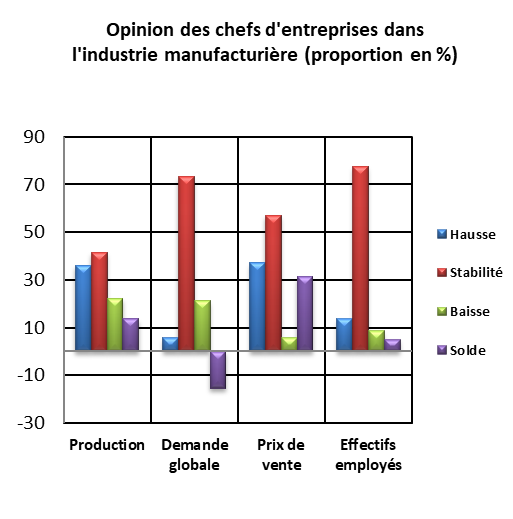 Opinion des chefs d'entreprises dans
l'industrie manufacturière (proportion en %)
90
70
50
30
10
-10
-30
Hausse
Stabilité
Baisse
Solde
Production
Demande
globale
Prix de
vente
Effectifs
employés